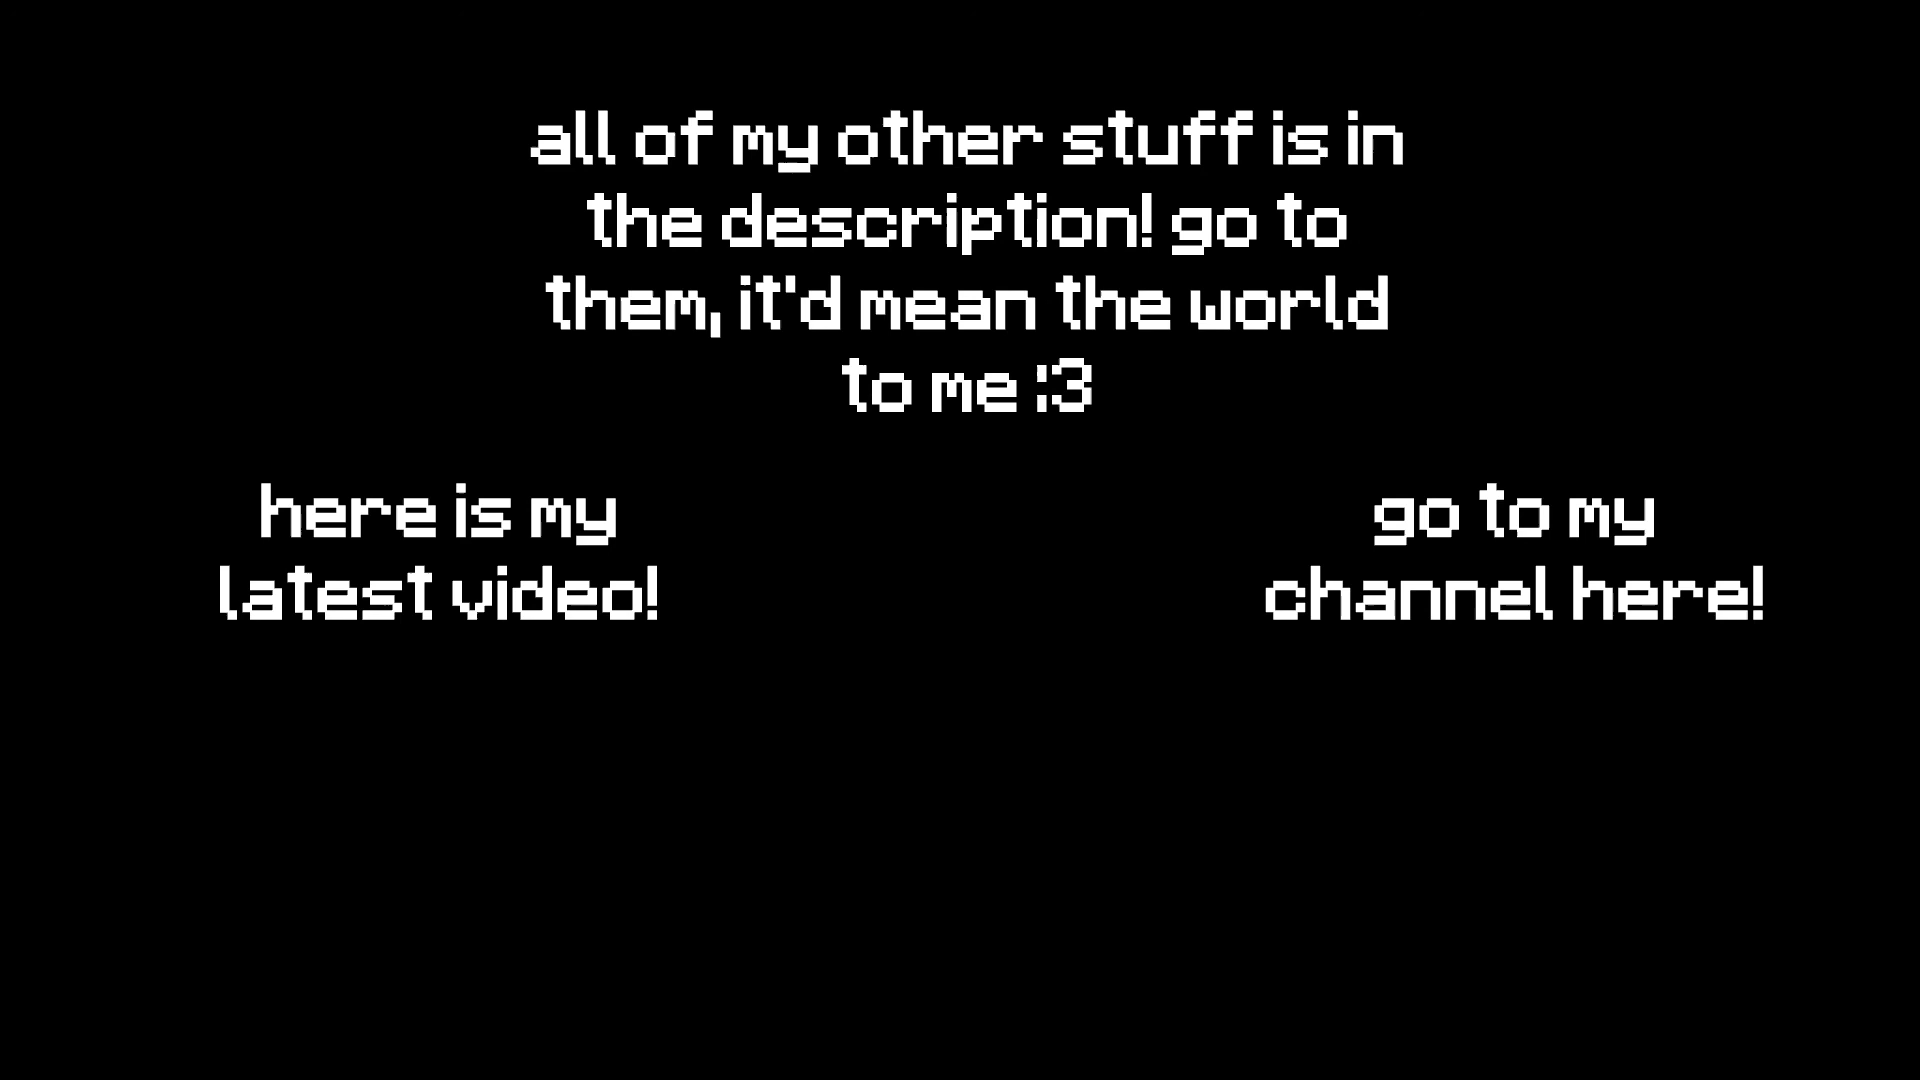 all of my other stuff is in
the description! go to
them, it'd mean the world
to me :3
here is my
latest video!
go to my
channel here!